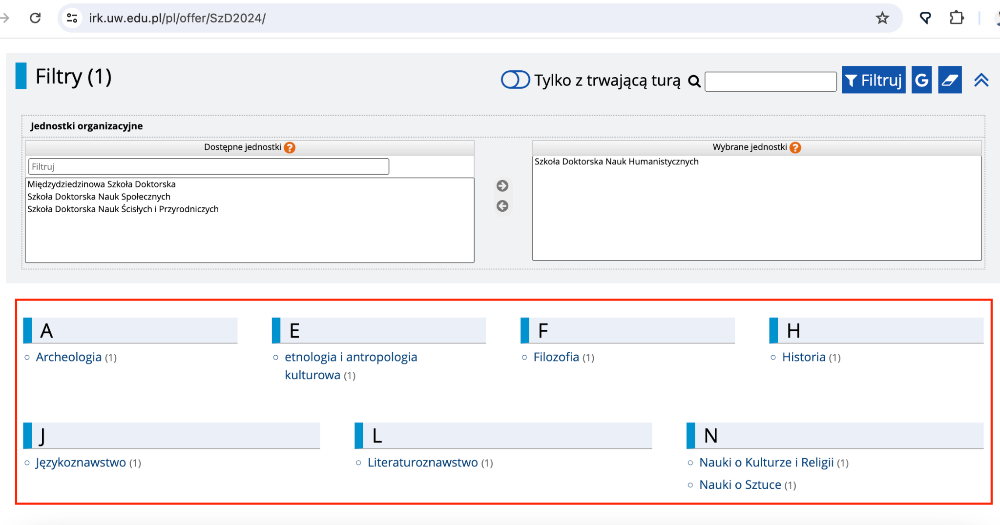 irk.uw.edu.pl/pl/offer/SzD2024/
Filtry (1)
Tylko z trwającą turą
Filtruj
G
Jednostki organizacyjne
Dostępne jednostki ?
Wybrane jednostki ?
Filtruj
Międzydziedzinowa Szkoła Doktorska
Szkoła Doktorska Nauk Społecznych
Szkoła Doktorska Nauk Ścisłych i Przyrodniczych
Szkoła Doktorska Nauk Humanistycznych
A
Archeologia (1)
E
etnologia i antropologia
kulturowa (1)
F
Filozofia (1)
H
Historia (1)
J
Językoznawstwo (1)
L
Literaturoznawstwo (1)
N
Nauki o Kulturze i Religii (1)
Nauki o Sztuce (1)